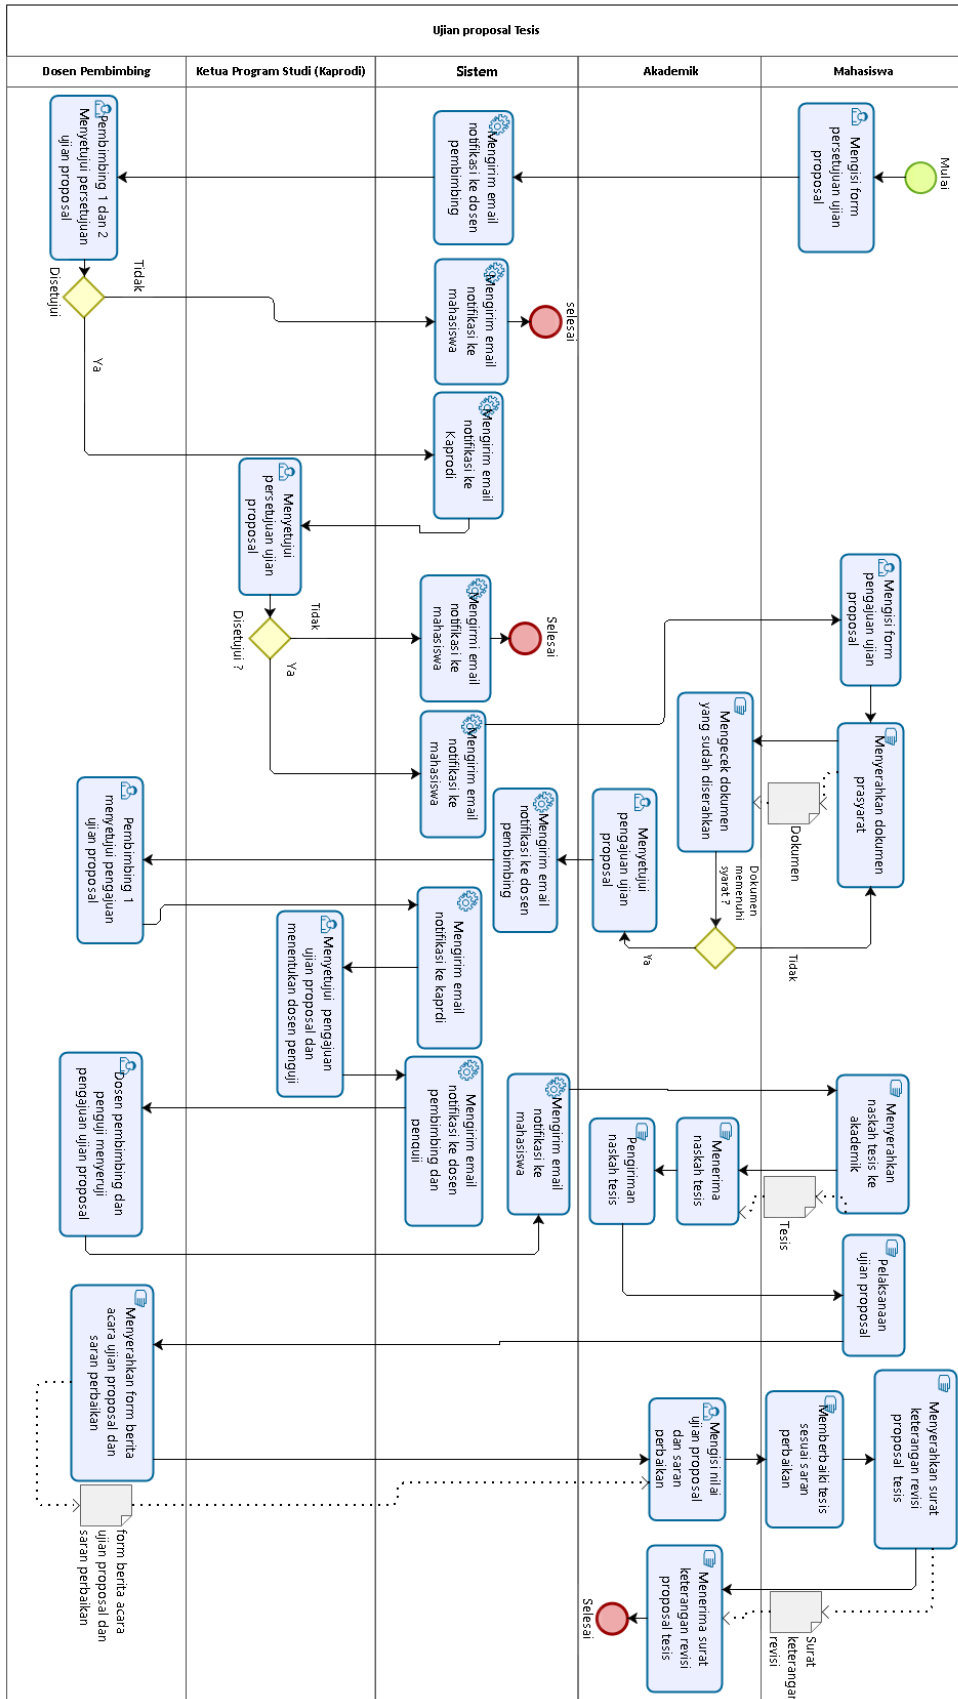 Ujian proposal Tesis
Dosen Pembimbing
Ketua Program Studi (Kaprodi)
Sistem
Akademik
Mahasiswa
Mulai
Mengisi form
persetujuan ujian
proposal
Mengirim email
notifikasi ke dosen
pembimbing
Pembimbing 1 dan 2
Menyetujui persetujuan
ujian proposal
Disetujui
Tidak
Mengirim email
notifikasi ke
mahasiswa
selesai
Ya
Mengirim email
notifikasi ke
Kaprodi
Menyetujui
persetujuan ujian
proposal
Disetujui ?
Tidak
Mengirmi email
notifikasi ke
mahasiswa
Selesai
Ya
Mengirim email
notifikasi ke
mahasiswa
Mengisi form
pengajuan ujian
proposal
Menyerahkan dokumen
prasyarat
Dokumen
Mengecek dokumen
yang sudah diserahkan
Dokumen
memenuhi
syarat ?
Tidak
Ya
Menyetujui
pengajuan ujian
proposal
Mengirim email
notifikasi ke dosen
pembimbing
Pembimbing 1
menyetujui pengajuan
ujian proposal
Mengirim email
notifikasi ke kaprdi
Menyetujui pengajuan
ujian proposal dan
menentukan dosen penguji
Mengirim email
notifikasi ke dosen
pembimbing dan
penguji
Dosen pembimbing dan
penguji menyeruji
pengajuan ujian proposal
Mengirim email
notifikasi ke
mahasiswa
Menyerahkan
naskah tesis ke
akademik
Tesis
Menerima
naskah tesis
Pengiriman
naskah tesis
Pelaksanaan
ujian proposal
Menyerahkan form berita
acara ujian proposal dan
saran perbaikan
form berita acara
ujian proposal dan
saran perbaikan
Mengisi nilai
ujian proposal
dan saran
perbaikan
Memberbaiki tesis
sesuai saran
perbaikan
Menyerahkan surat
keterangan revisi
proposal tesis
Surat
keterangan
revisi
Menerima surat
keterangan revisi
proposal tesis
Selesai